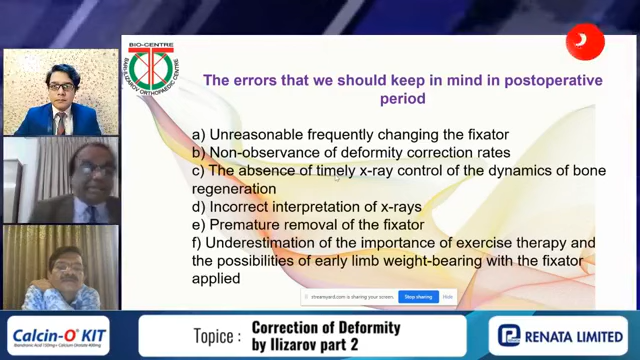 BIO-CENTRE
The errors that we should keep in mind in postoperative
period
a) Unreasonable frequently changing the fixator
b) Non-observance of deformity correction rates
c) The absence of timely x-ray control of the dynamics of bone
regeneration
d) Incorrect interpretation of x-rays
e) Premature removal of the fixator
f) Underestimation of the importance of exercise therapy and
the possibilities of early limb weight-bearing with the fixator
applied
streamyard.com is sharing your screen. Stop sharing Hide
Calcin-O KIT
Topice : Correction of Deformity
by Ilizarov part 2
RENATA LIMITED